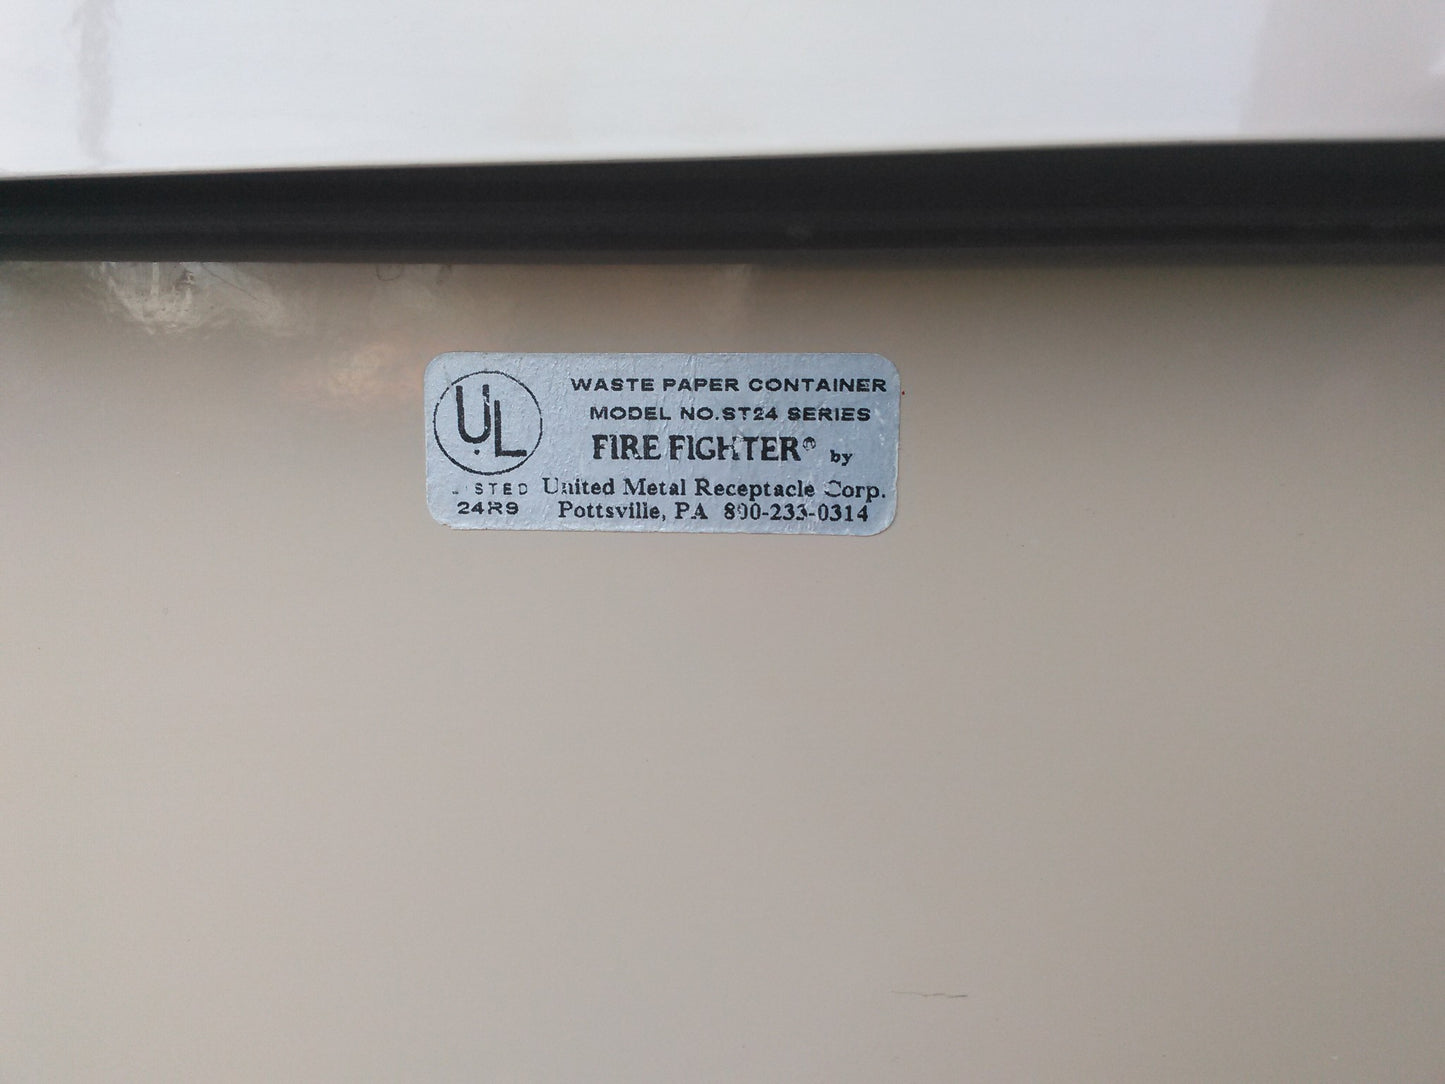 UL
WASTE PAPER CONTAINER
MODEL NO.ST24 SERIES
FIRE FIGHTER® by
LISTED United Metal Receptacle Corp.
24R9 Pottsville, PA 800-233-0314